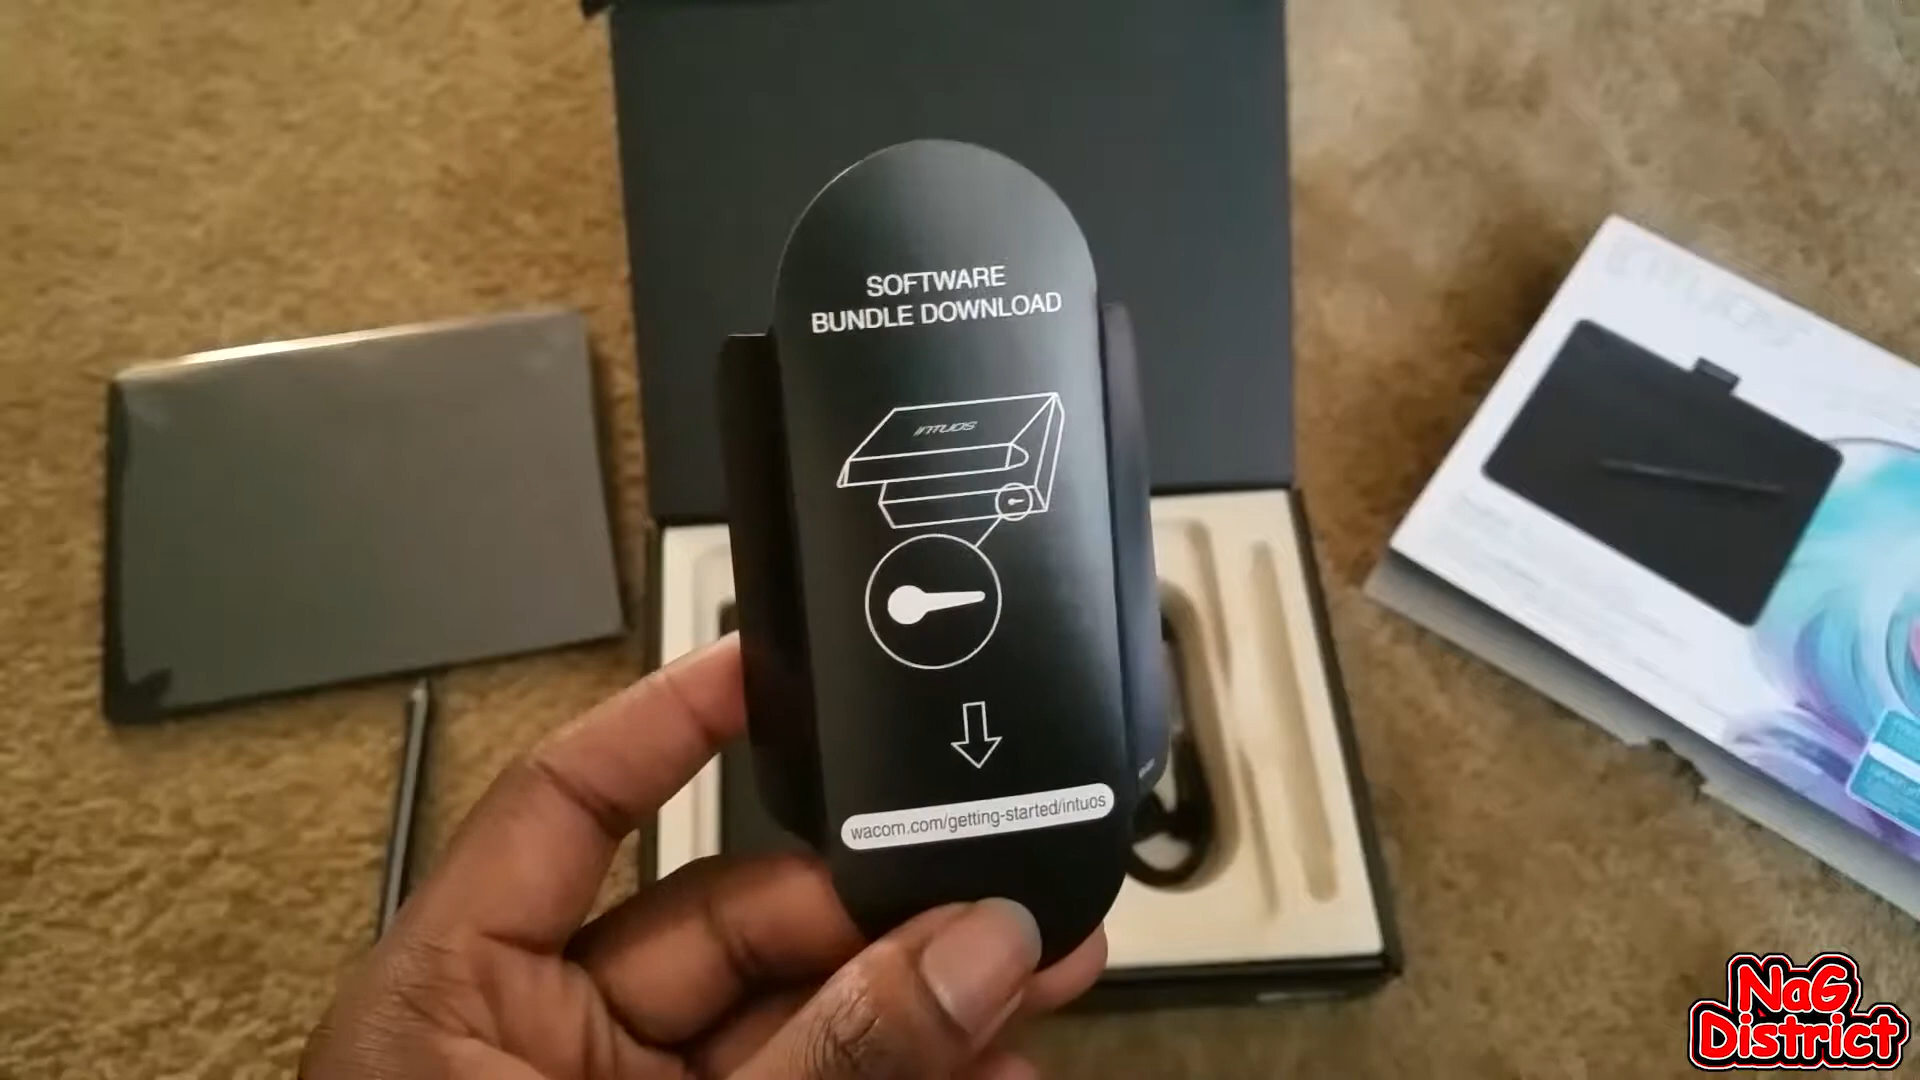 SOFTWARE
BUNDLE DOWNLOAD
INTUOS
wacom.com/getting-started/intuos
NaG
District